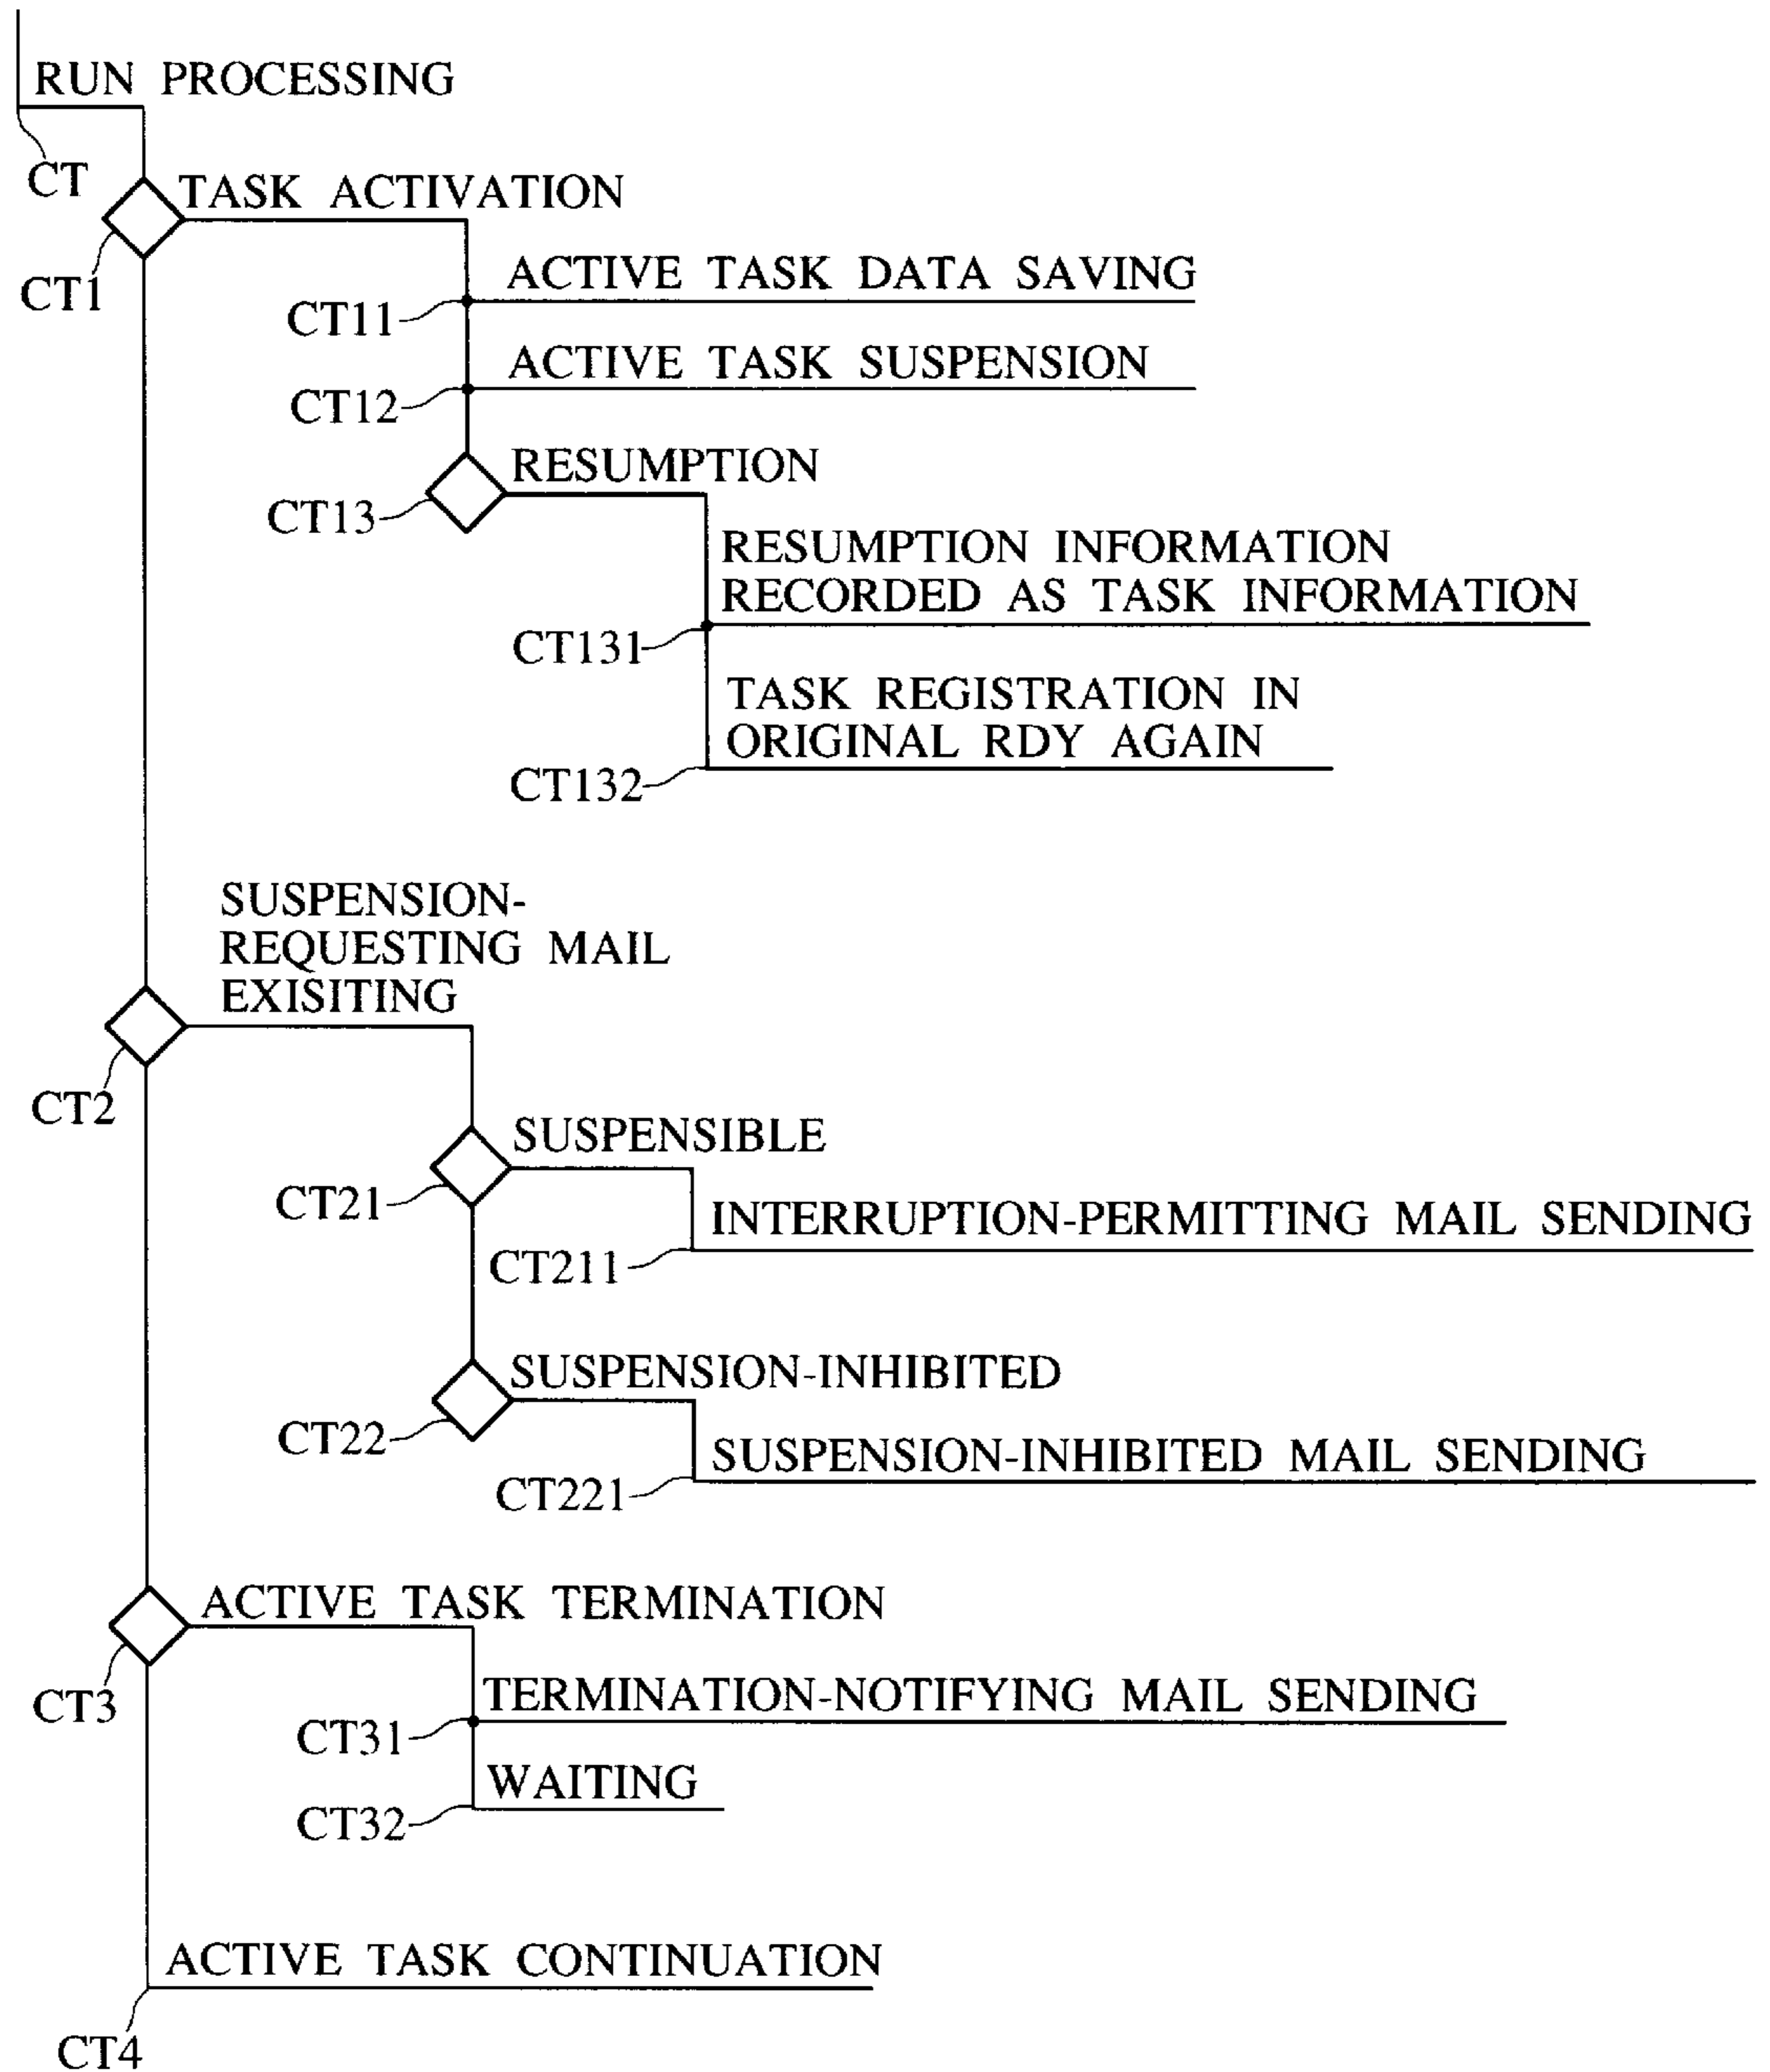 RUN PROCESSING
CT
TASK ACTIVATION
CT1
ACTIVE TASK DATA SAVING
CT11
ACTIVE TASK SUSPENSION
CT12
RESUMPTION
CT13
RESUMPTION INFORMATION
RECORDED AS TASK INFORMATION
CT131
TASK REGISTRATION IN
ORIGINAL RDY AGAIN
CT132
SUSPENSION-
REQUESTING MAIL
EXISITING
CT2
SUSPENSIBLE
CT21
INTERRUPTION-PERMITTING MAIL SENDING
CT211
SUSPENSION-INHIBITED
CT22
SUSPENSION-INHIBITED MAIL SENDING
CT221
ACTIVE TASK TERMINATION
CT3
TERMINATION-NOTIFYING MAIL SENDING
CT31
WAITING
CT32
ACTIVE TASK CONTINUATION
CT4